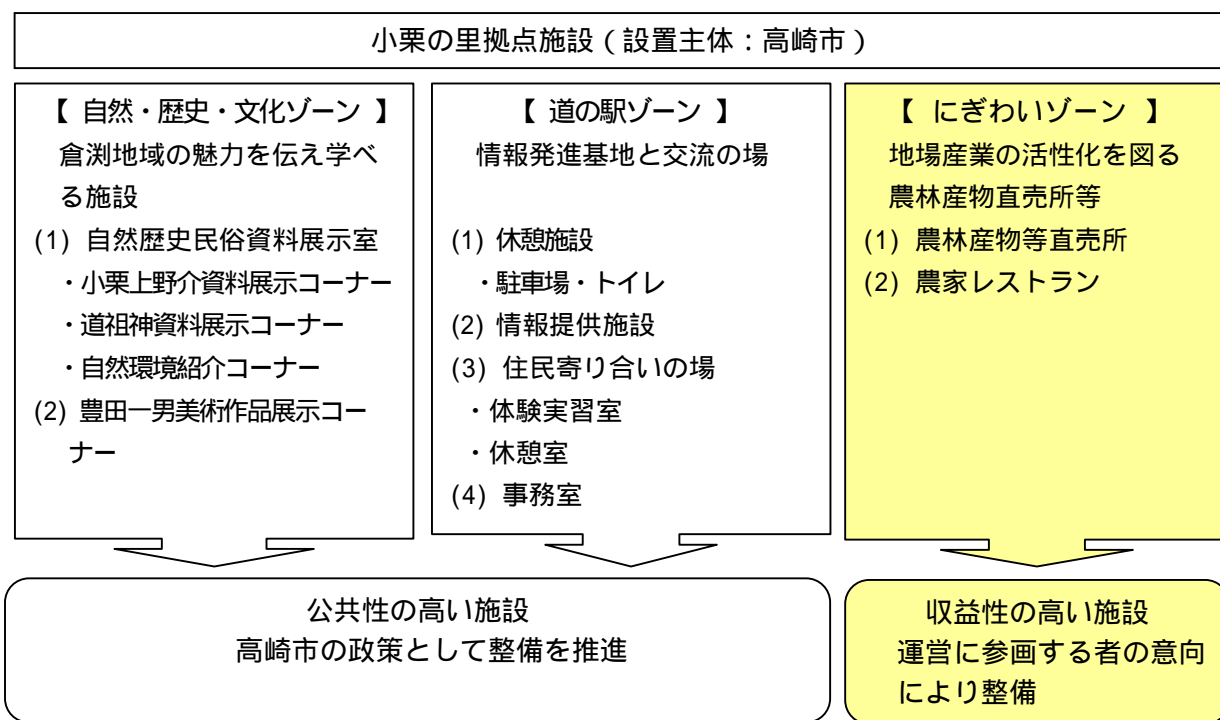 小栗の里拠点施設(設置主体:高崎市)
【 自然・歴史・文化ゾーン 】
倉渕地域の魅力を伝え学べ
る施設
(1) 自然歴史民俗資料展示室
・小栗上野介資料展示コーナー
・道祖神資料展示コーナー
・自然環境紹介コーナー
(2) 豊田一男美術作品展示コー
ナー
【 道の駅ゾーン 】
情報発進基地と交流の場
(1) 休憩施設
・駐車場・トイレ
(2) 情報提供施設
(3) 住民寄り合いの場
・体験実習室
・休憩室
(4) 事務室
【 にぎわいゾーン 】
地場産業の活性化を図る
農林産物直売所等
(1) 農林産物等直売所
(2) 農家レストラン
公共性の高い施設
高崎市の政策として整備を推進
収益性の高い施設
運営に参画する者の意向
により整備